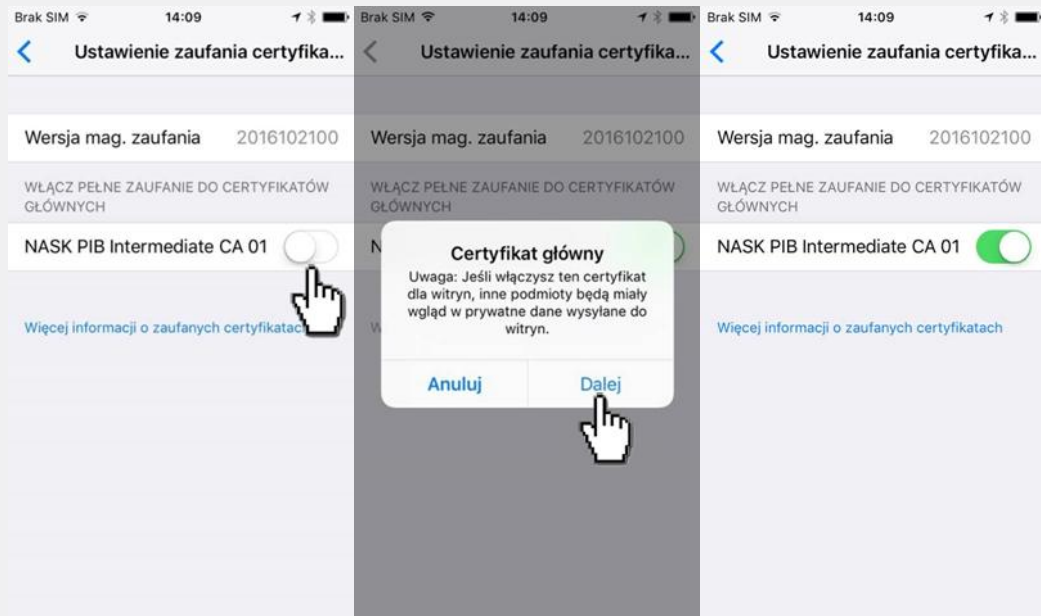 Brak SIM 14:09
Ustawienie zaufania certyfika...
Wersja mag. zaufania 2016102100
WŁĄCZ PEŁNE ZAUFANIE DO CERTYFIKATÓW
GŁÓWNYCH
NASK PIB Intermediate CA 01
Więcej informacji o zaufanych certyfikatach
Brak SIM 14:09
Ustawienie zaufania certyfika...
Wersja mag. zaufania 2016102100
WŁĄCZ PEŁNE ZAUFANIE DO CERTYFIKATÓW
GŁÓWNYCH
N
Certyfikat główny
Uwaga: Jeśli włączysz ten certyfikat
dla witryn, inne podmioty będą miały
wgląd w prywatne dane wysyłane do
witryn.
W
Anuluj Dalej
Brak SIM 14:09
Ustawienie zaufania certyfika...
Wersja mag. zaufania 2016102100
WŁĄCZ PEŁNE ZAUFANIE DO CERTYFIKATÓW
GŁÓWNYCH
NASK PIB Intermediate CA 01
Więcej informacji o zaufanych certyfikatach